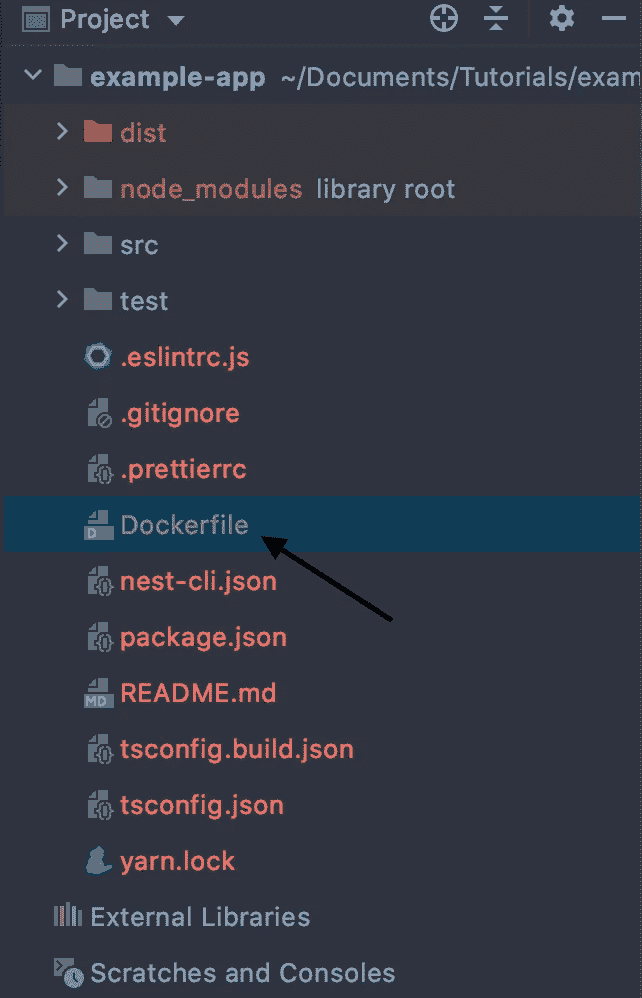 Project
example-app ~/Documents/Tutorials/exam
dist
node_modules library root
src
test
.eslintrc.js
.gitignore
.prettierrc
D Dockerfile
nest-cli.json
package.json
MD README.md
tsconfig.build.json
tsconfig.json
yarn.lock
External Libraries
Scratches and Consoles